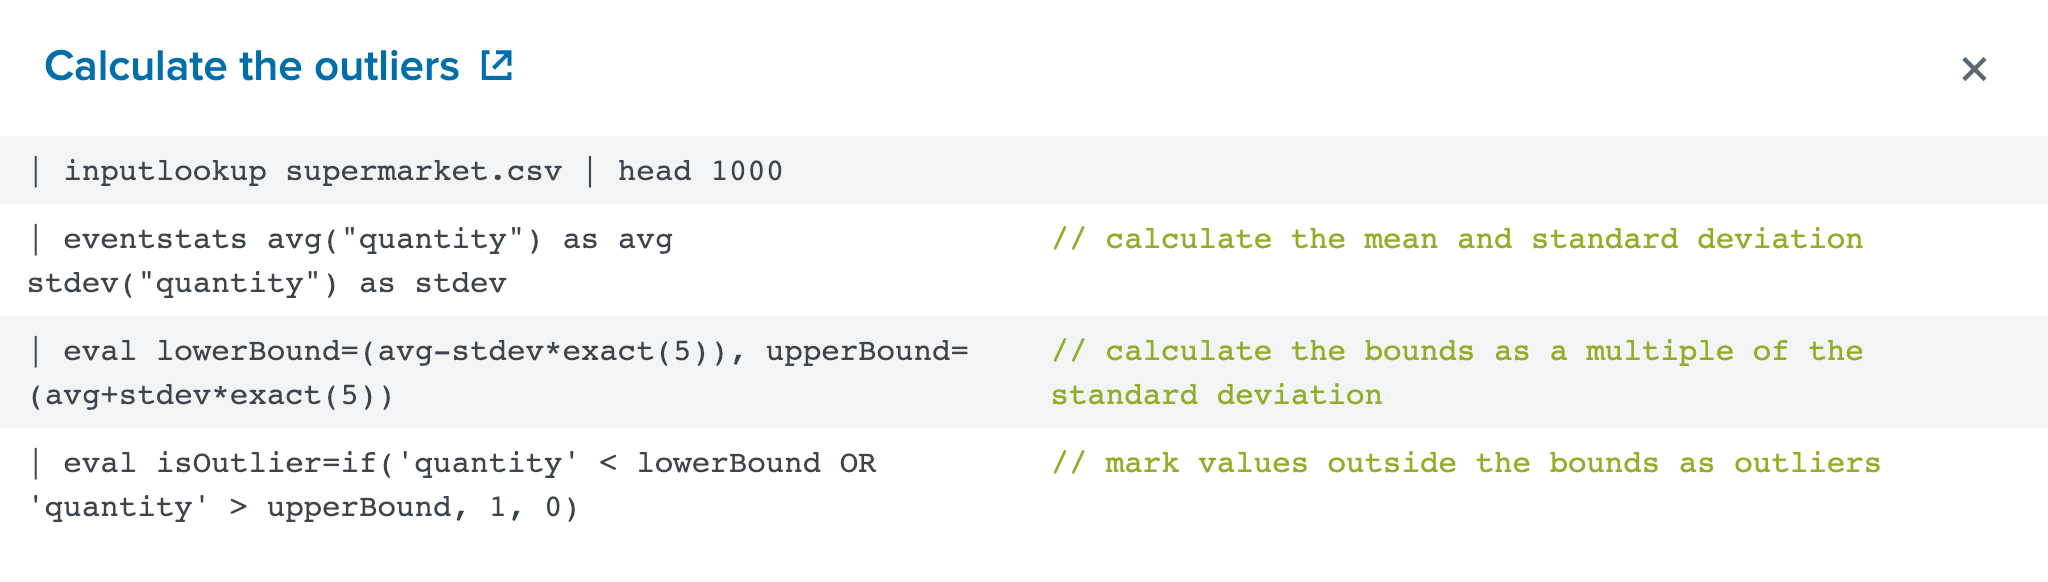 Calculate the outliers
| inputlookup supermarket.csv | head 1000
| eventstats avg("quantity") as avg
stdev("quantity") as stdev
// calculate the mean and standard deviation
| eval lowerBound=(avg-stdev*exact(5)), upperBound=
(avg+stdev*exact(5))
// calculate the bounds as a multiple of the
standard deviation
| eval isOutlier=if('quantity' < lowerBound OR
'quantity' > upperBound, 1, 0)
// mark values outside the bounds as outliers